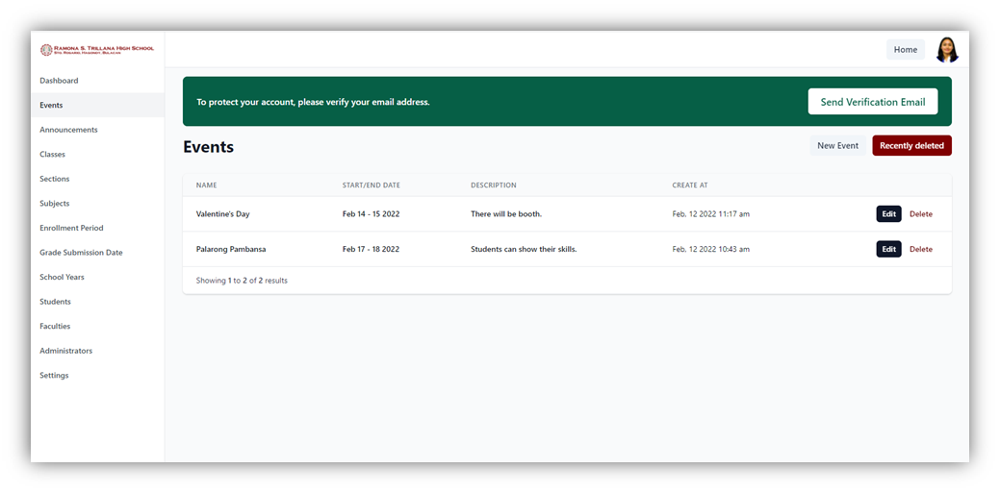 RAMONA S. TRILLANA HIGH SCHOOL
STO. ROSARIO, HAGONOY, BULACAN
Home
Dashboard
Events
Announcements
Classes
Sections
Subjects
Enrollment Period
Grade Submission Date
School Years
Students
Faculties
Administrators
Settings
To protect your account, please verify your email address.
Send Verification Email
Events
New Event
Recently deleted
NAME START/END DATE DESCRIPTION CREATE AT
Valentine's Day Feb 14 - 15 2022 There will be booth. Feb. 12 2022 11:17 am Edit Delete
Palarong Pambansa Feb 17 - 18 2022 Students can show their skills. Feb. 12 2022 10:43 am Edit Delete
Showing 1 to 2 of 2 results